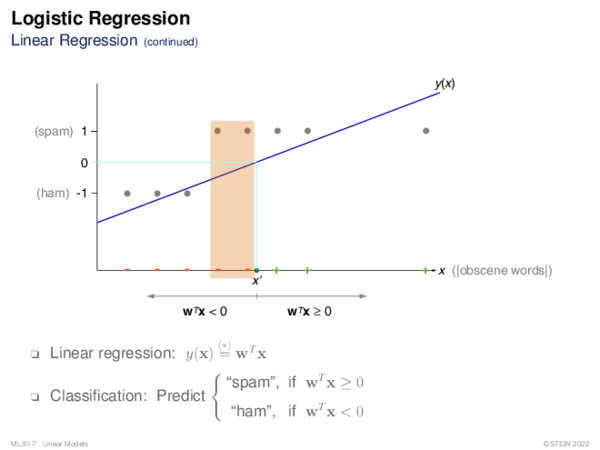 Logistic Regression
Linear Regression (continued)
y(x)
(spam) 1
0
(ham) -1
x (|obscene words|)
x'
wᵀx < 0 wᵀx ≥ 0
❑ Linear regression: y(x) (⋆)= wᵀx
❑ Classification: Predict { "spam", if wᵀx ≥ 0
"ham", if wᵀx < 0
ML:III-7 Linear Models ©STEIN 2022